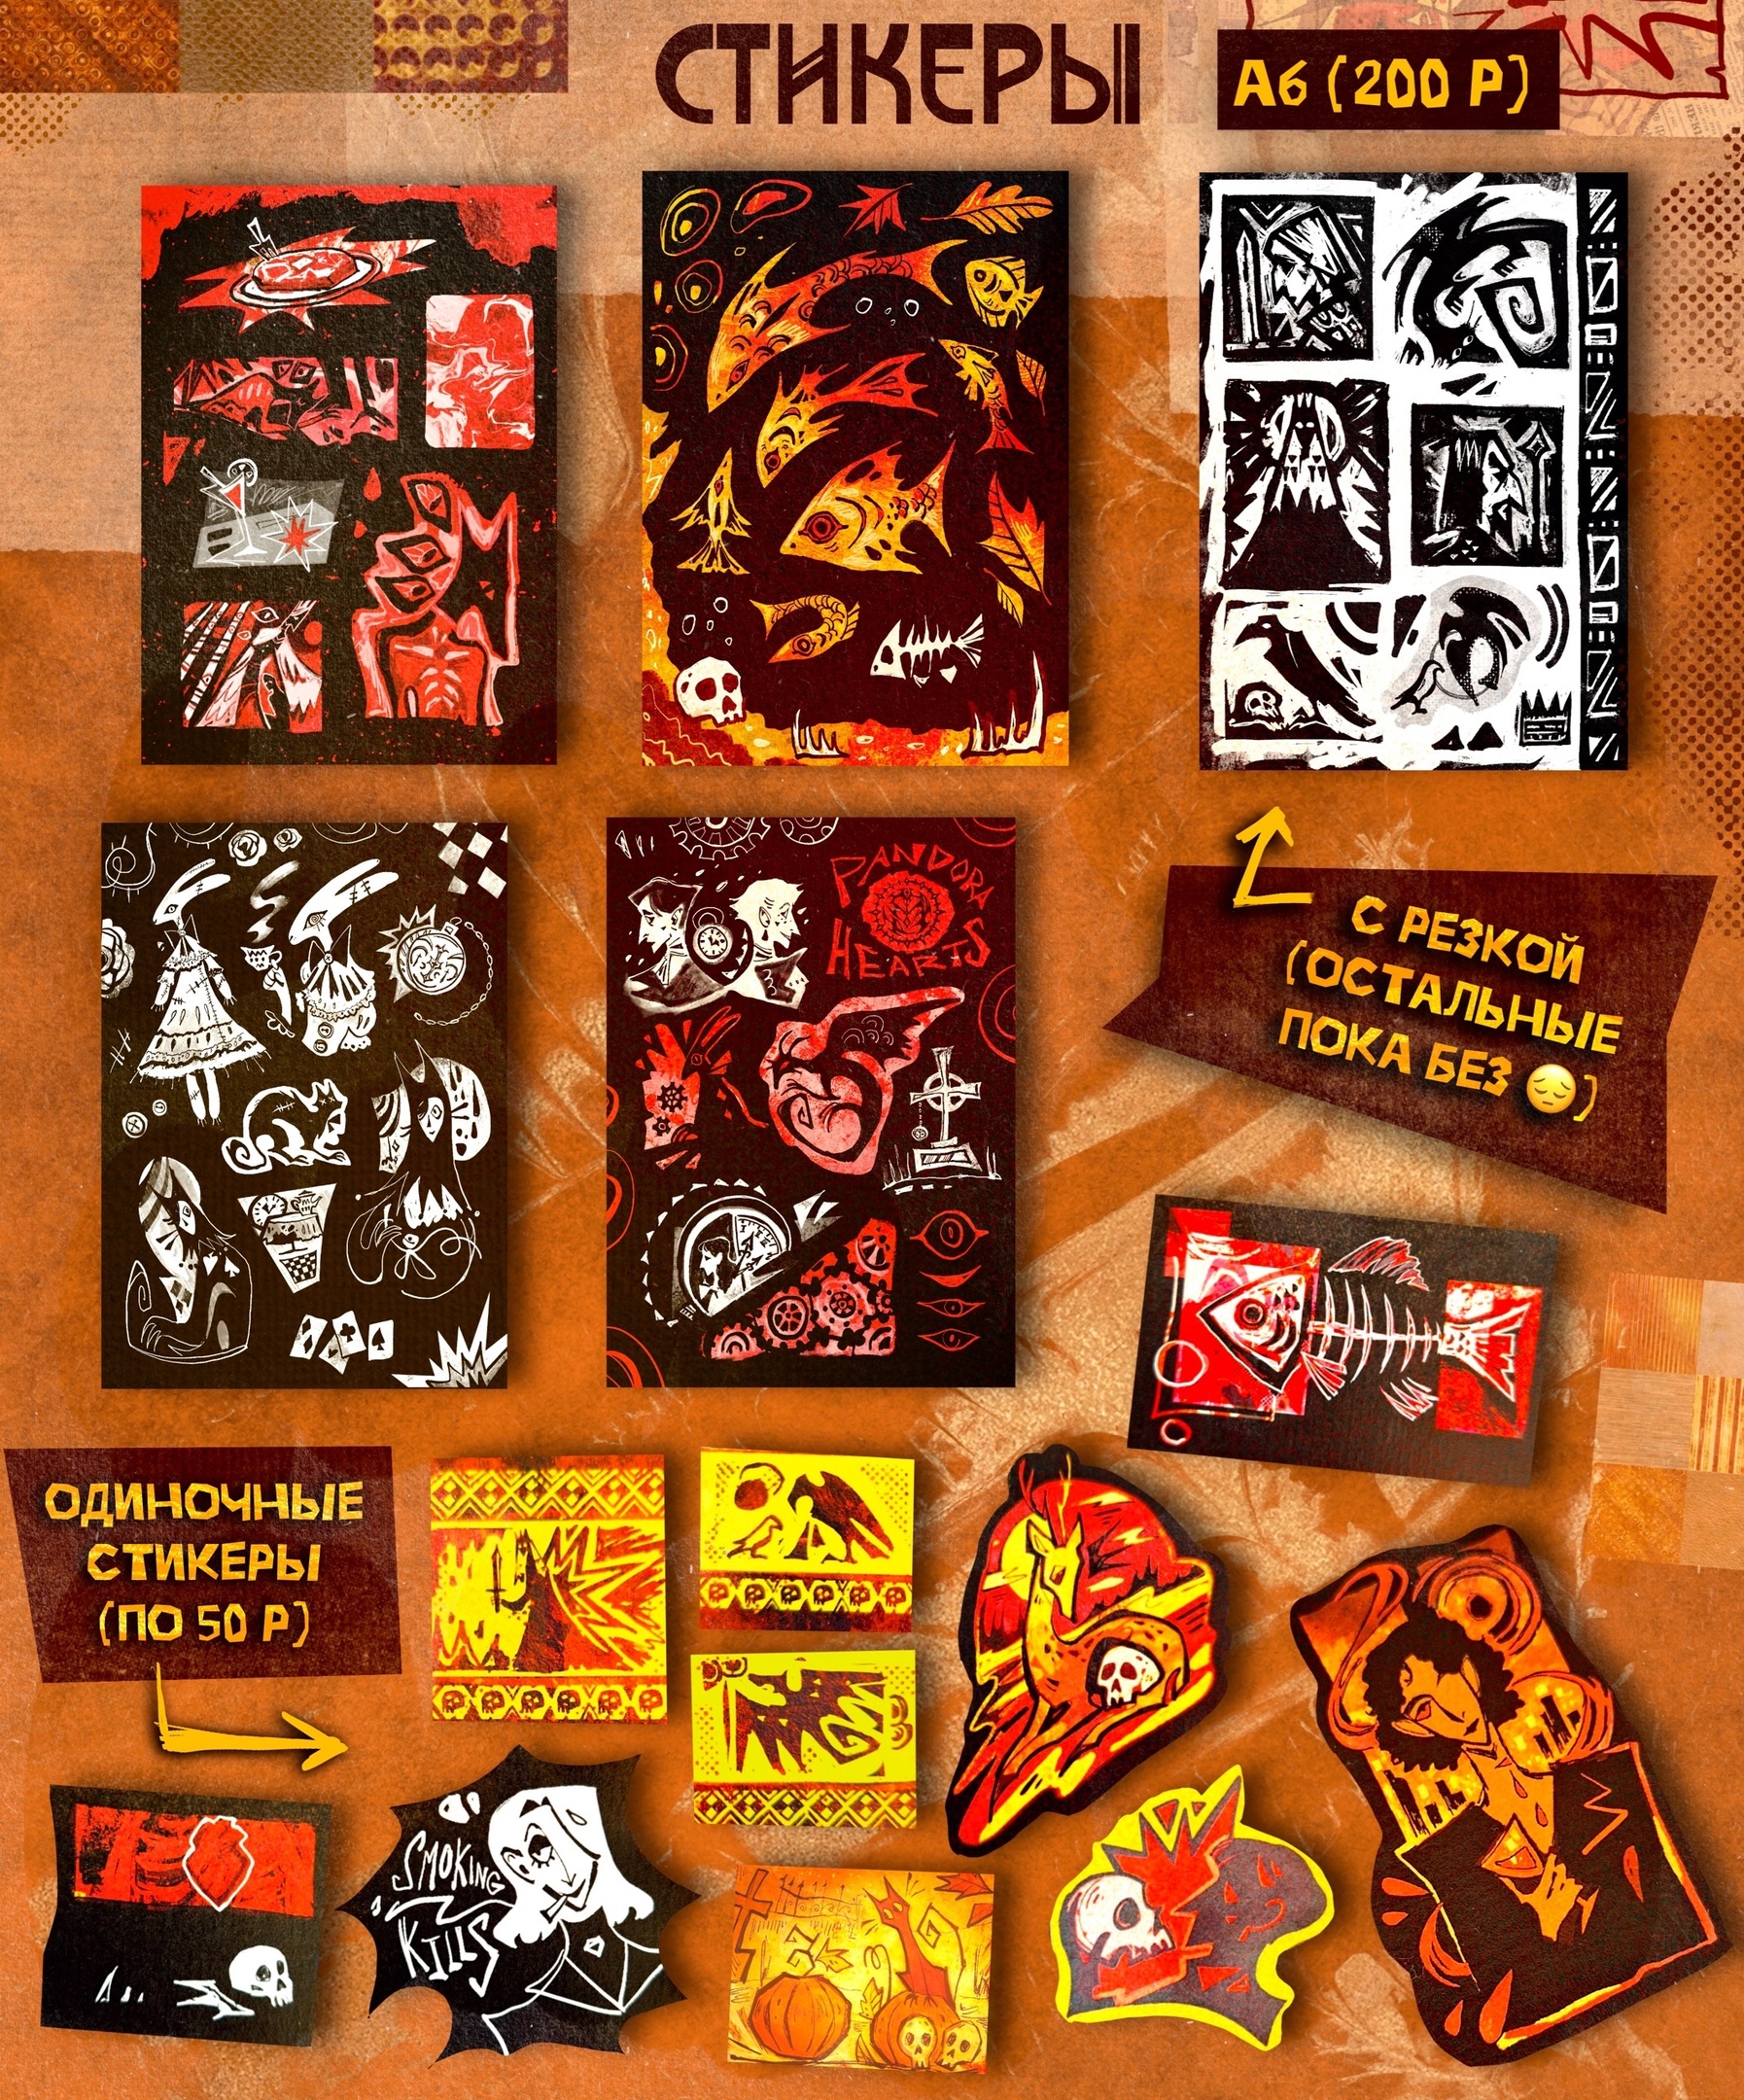 СТИКЕРЫ
А6 (200 Р)
PANDORA
HEARTS
С РЕЗКОЙ
(ОСТАЛЬНЫЕ
ПОКА БЕЗ 😔)
ОДИНОЧНЫЕ
СТИКЕРЫ
(ПО 50 Р)
SMOKING
KILLS